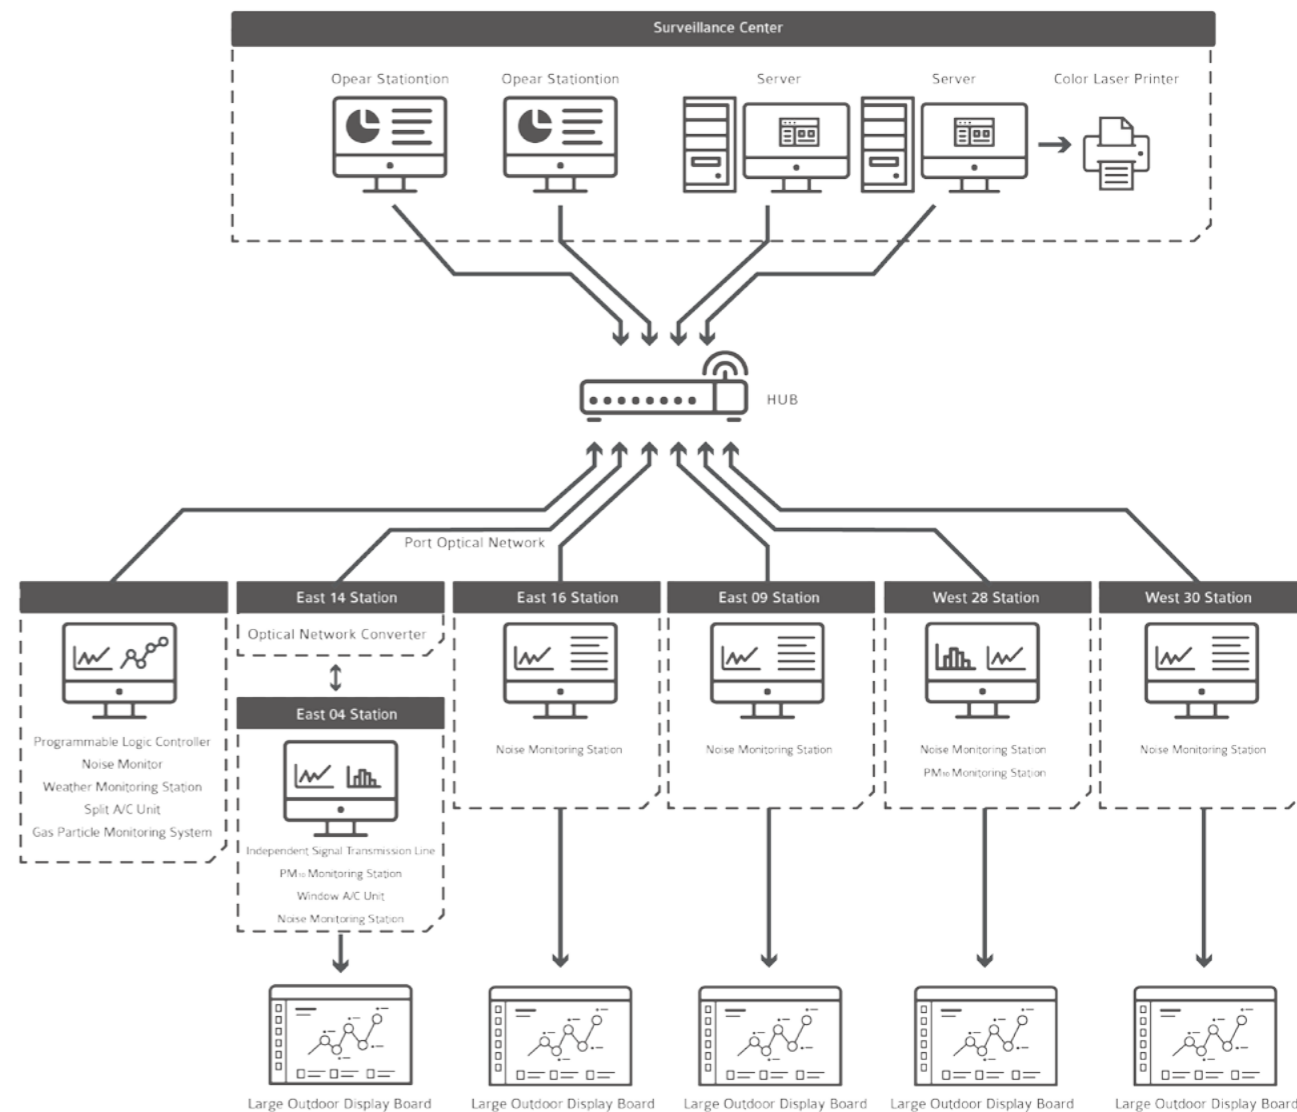 Surveillance Center
Opear Stationtion
Opear Stationtion
Server
Server
Color Laser Printer
HUB
Port Optical Network
East 14 Station
Optical Network Converter
East 04 Station
East 16 Station
East 09 Station
West 28 Station
West 30 Station
Programmable Logic Controller
Noise Monitor
Weather Monitoring Station
Split A/C Unit
Gas Particle Monitoring System
Independent Signal Transmission Line
PM₁₀ Monitoring Station
Window A/C Unit
Noise Monitoring Station
Noise Monitoring Station
Noise Monitoring Station
Noise Monitoring Station
PM₁₀ Monitoring Station
Noise Monitoring Station
Large Outdoor Display Board
Large Outdoor Display Board
Large Outdoor Display Board
Large Outdoor Display Board
Large Outdoor Display Board